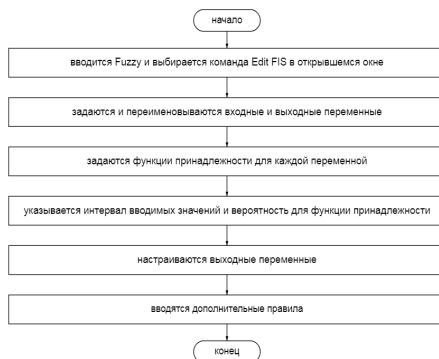 начало
вводится Fuzzy и выбирается команда Edit FIS в открывшемся окне
задаются и переименовываются входные и выходные переменные
задаются функции принадлежности для каждой переменной
указывается интервал вводимых значений и вероятность для функции принадлежности
настраиваются выходные переменные
вводятся дополнительные правила
конец